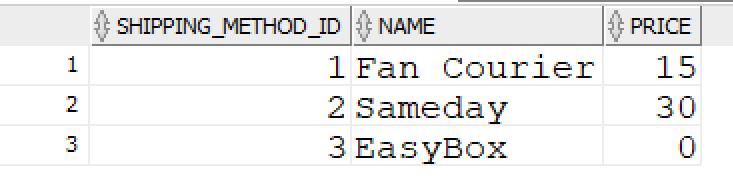 SHIPPING_METHOD_ID NAME PRICE
1 1 Fan Courier 15
2 2 Sameday 30
3 3 EasyBox 0